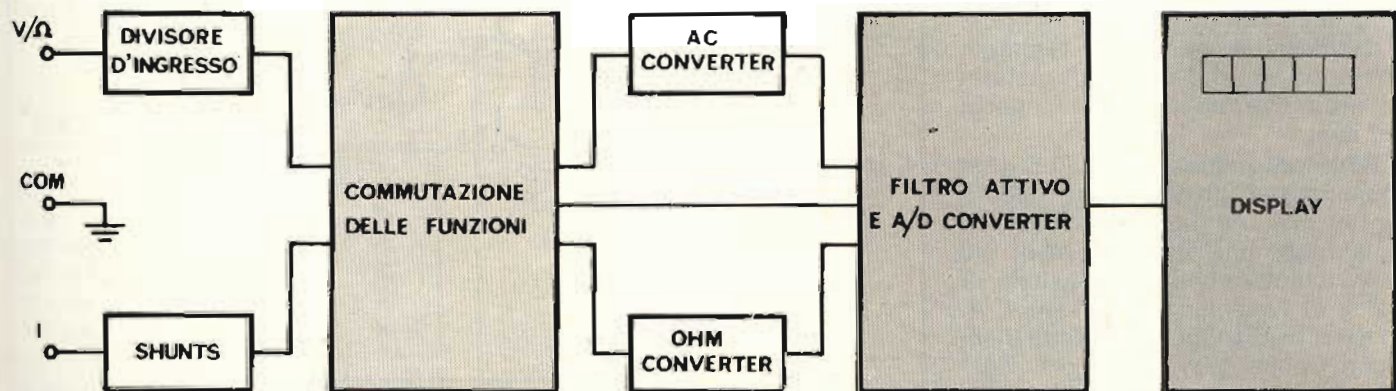 V/Ω
DIVISORE
D'INGRESSO
COM
I
SHUNTS
COMMUTAZIONE
DELLE FUNZIONI
AC
CONVERTER
OHM
CONVERTER
FILTRO ATTIVO
E A/D CONVERTER
DISPLAY